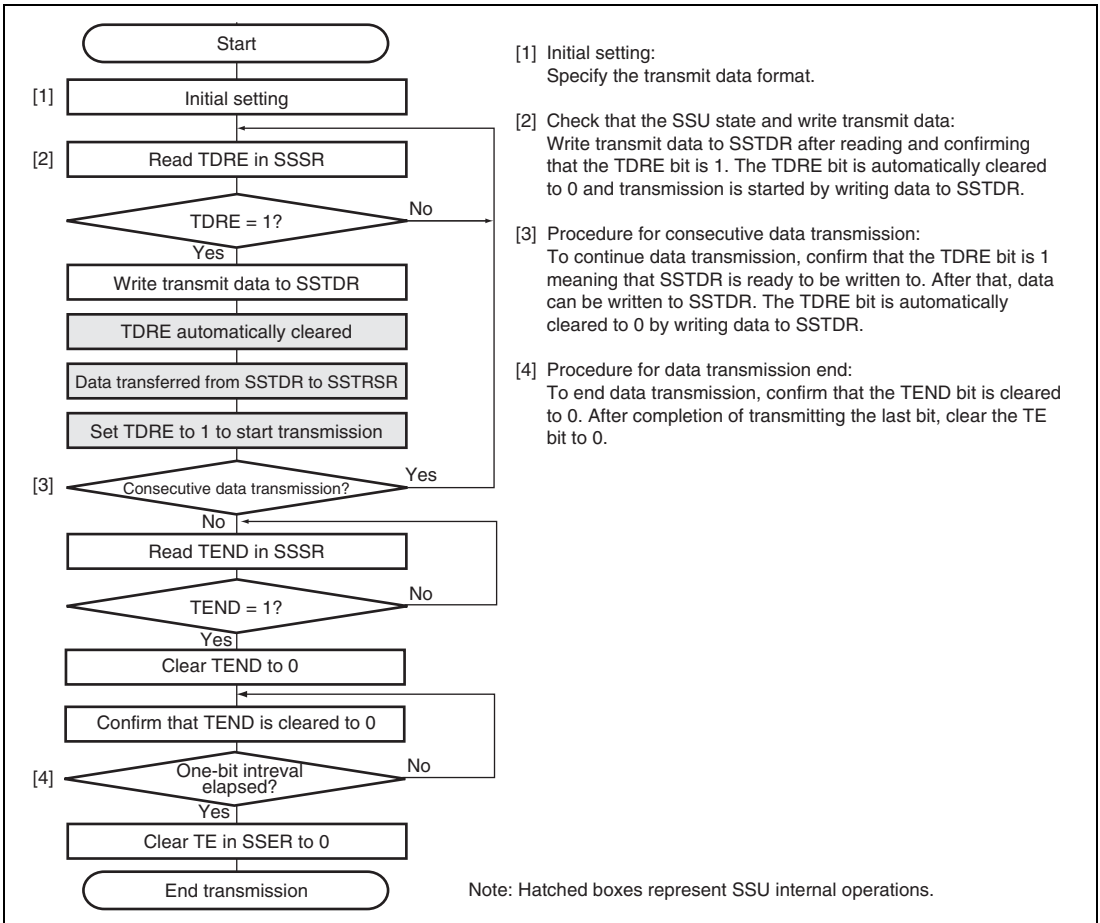 Start
[1] Initial setting
[2] Read TDRE in SSSR
TDRE = 1?
No
Yes
Write transmit data to SSTDR
TDRE automatically cleared
Data transferred from SSTDR to SSTRSR
Set TDRE to 1 to start transmission
[3] Consecutive data transmission?
Yes
No
Read TEND in SSSR
TEND = 1?
No
Yes
Clear TEND to 0
Confirm that TEND is cleared to 0
[4] One-bit intreval
elapsed?
No
Yes
Clear TE in SSER to 0
End transmission
[1] Initial setting:
Specify the transmit data format.
[2] Check that the SSU state and write transmit data:
Write transmit data to SSTDR after reading and confirming
that the TDRE bit is 1. The TDRE bit is automatically cleared
to 0 and transmission is started by writing data to SSTDR.
[3] Procedure for consecutive data transmission:
To continue data transmission, confirm that the TDRE bit is 1
meaning that SSTDR is ready to be written to. After that, data
can be written to SSTDR. The TDRE bit is automatically
cleared to 0 by writing data to SSTDR.
[4] Procedure for data transmission end:
To end data transmission, confirm that the TEND bit is cleared
to 0. After completion of transmitting the last bit, clear the TE
bit to 0.
Note: Hatched boxes represent SSU internal operations.